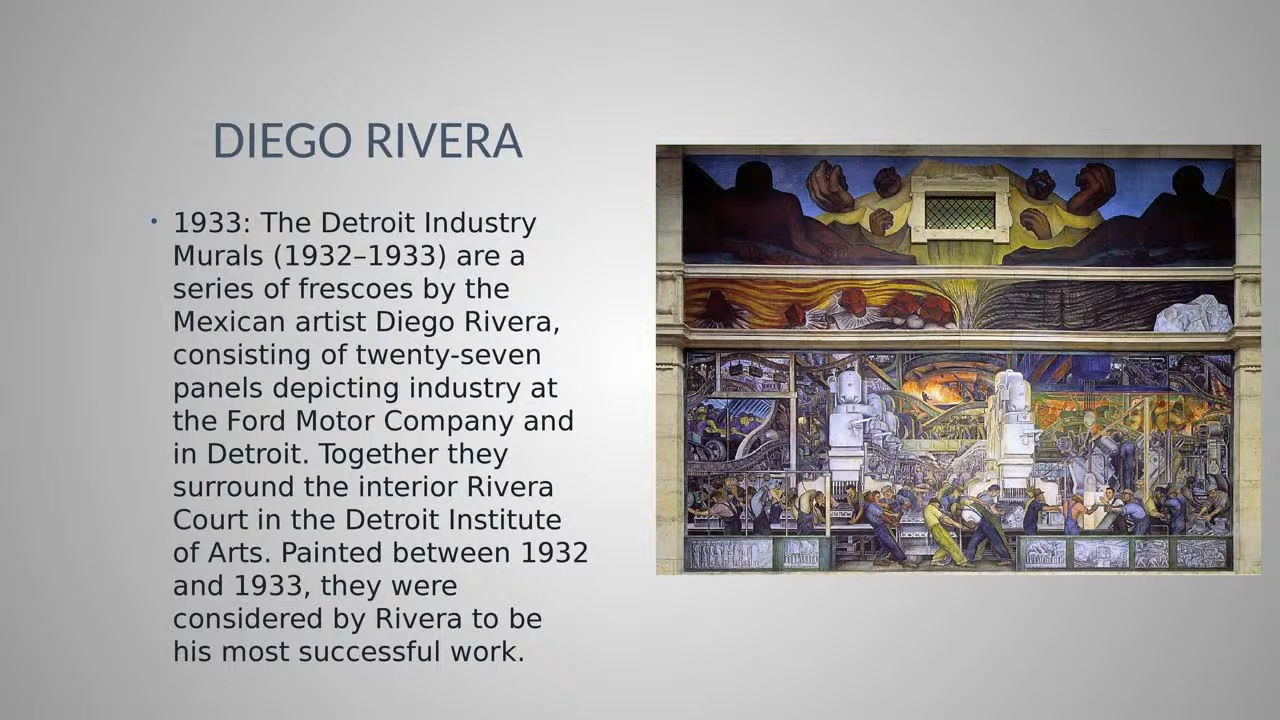 DIEGO RIVERA
• 1933: The Detroit Industry
Murals (1932–1933) are a
series of frescoes by the
Mexican artist Diego Rivera,
consisting of twenty-seven
panels depicting industry at
the Ford Motor Company and
in Detroit. Together they
surround the interior Rivera
Court in the Detroit Institute
of Arts. Painted between 1932
and 1933, they were
considered by Rivera to be
his most successful work.